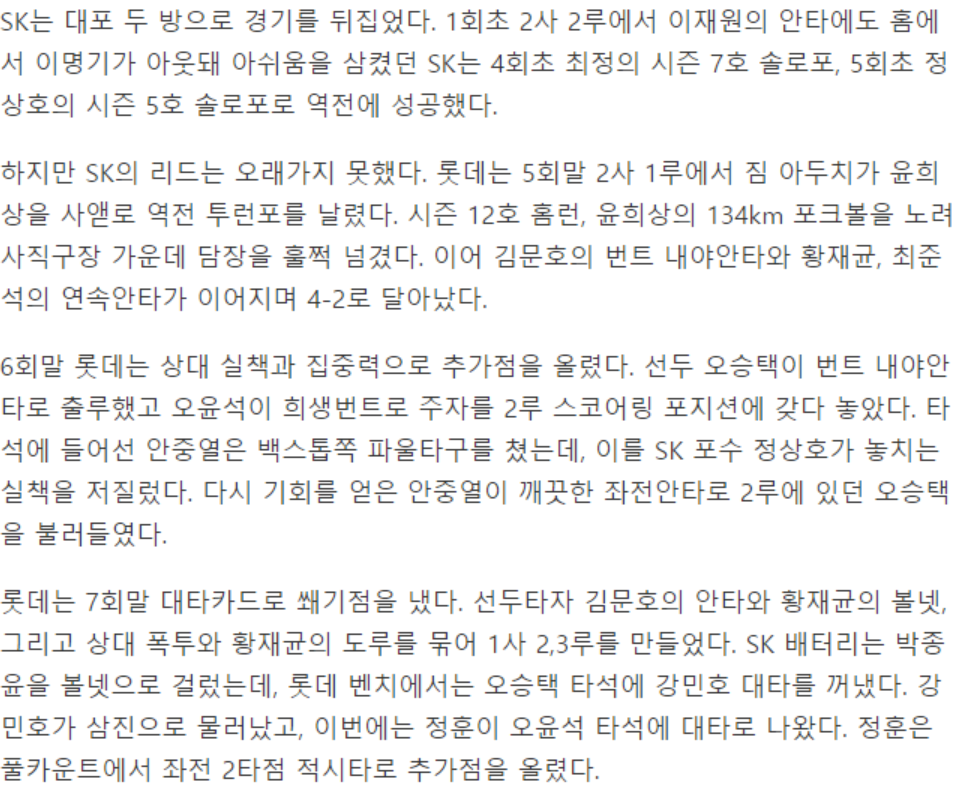 SK는 대포 두 방으로 경기를 뒤집었다. 1회초 2사 2루에서 이재원의 안타에도 홈에
서 이명기가 아웃돼 아쉬움을 삼켰던 SK는 4회초 최정의 시즌 7호 솔로포, 5회초 정
상호의 시즌 5호 솔로포로 역전에 성공했다.
하지만 SK의 리드는 오래가지 못했다. 롯데는 5회말 2사 1루에서 짐 아두치가 윤희
상을 사앨로 역전 투런포를 날렸다. 시즌 12호 홈런, 윤희상의 134km 포크볼을 노려
사직구장 가운데 담장을 훌쩍 넘겼다. 이어 김문호의 번트 내야안타와 황재균, 최준
석의 연속안타가 이어지며 4-2로 달아났다.
6회말 롯데는 상대 실책과 집중력으로 추가점을 올렸다. 선두 오승택이 번트 내야안
타로 출루했고 오윤석이 희생번트로 주자를 2루 스코어링 포지션에 갖다 놓았다. 타
석에 들어선 안중열은 백스톱쪽 파울타구를 쳤는데, 이를 SK 포수 정상호가 놓치는
실책을 저질렀다. 다시 기회를 얻은 안중열이 깨끗한 좌전안타로 2루에 있던 오승택
을 불러들였다.
롯데는 7회말 대타카드로 쐐기점을 냈다. 선두타자 김문호의 안타와 황재균의 볼넷,
그리고 상대 폭투와 황재균의 도루를 묶어 1사 2,3루를 만들었다. SK 배터리는 박종
윤을 볼넷으로 걸렀는데, 롯데 벤치에서는 오승택 타석에 강민호 대타를 꺼냈다. 강
민호가 삼진으로 물러났고, 이번에는 정훈이 오윤석 타석에 대타로 나왔다. 정훈은
풀카운트에서 좌전 2타점 적시타로 추가점을 올렸다.